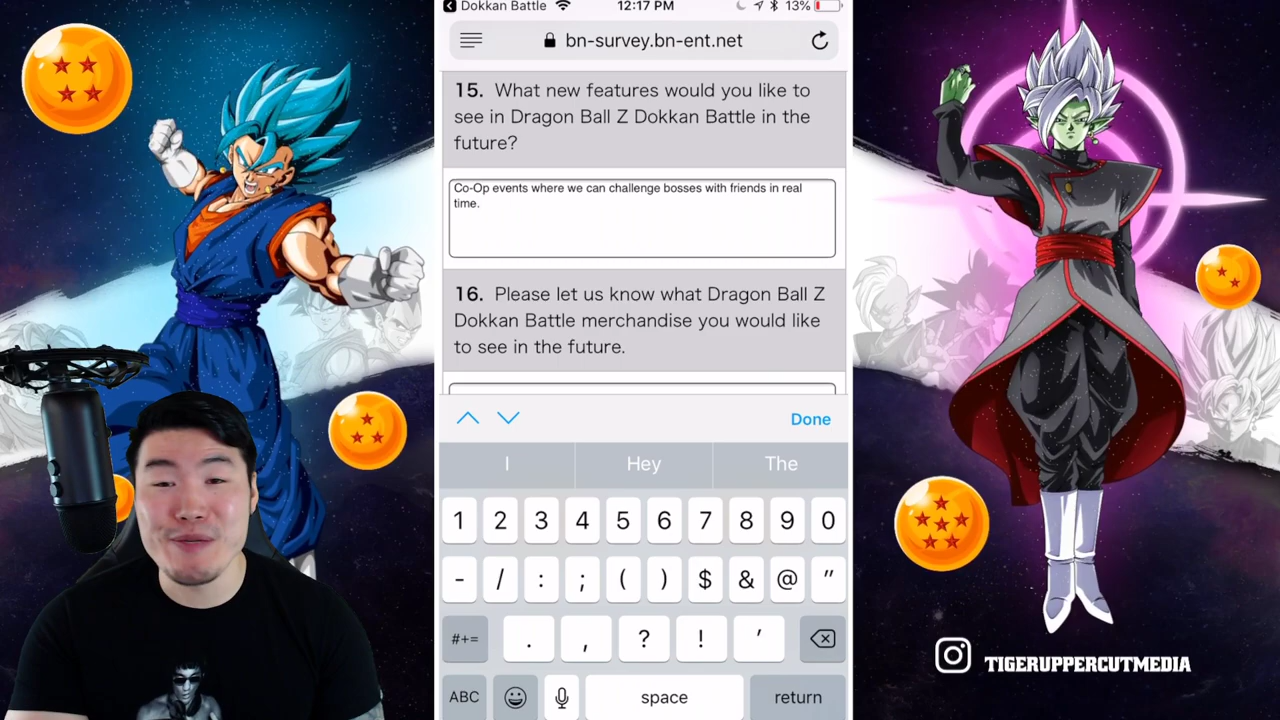 Dokkan Battle
12:17 PM
13%
bn-survey.bn-ent.net
15. What new features would you like to
see in Dragon Ball Z Dokkan Battle in the
future?
Co-Op events where we can challenge bosses with friends in real
time.
16. Please let us know what Dragon Ball Z
Dokkan Battle merchandise you would like
to see in the future.
Done
I Hey The
1 2 3 4 5 6 7 8 9 0
- / : ; ( ) $ & @ "
#+= . , ? ! '
ABC space return
TIGERUPPERCUTMEDIA